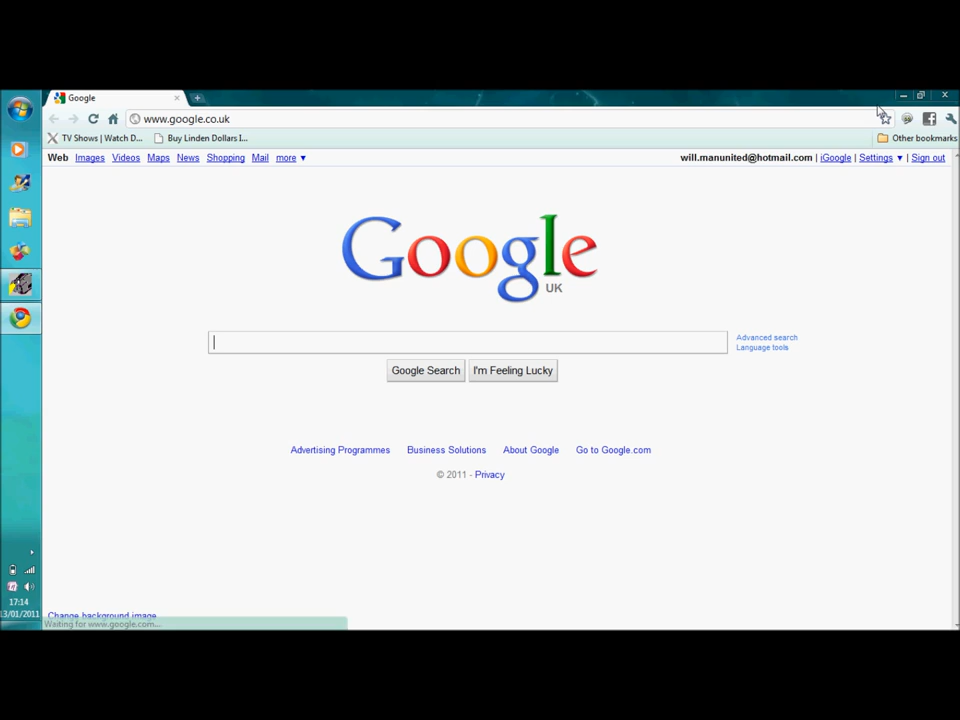 Google
www.google.co.uk
TV Shows | Watch D... Buy Linden Dollars I... Other bookmarks
Web Images Videos Maps News Shopping Mail more ▼ will.manunited@hotmail.com | iGoogle | Settings ▼ | Sign out
Google
UK
Advanced search
Language tools
Google Search I'm Feeling Lucky
Advertising Programmes Business Solutions About Google Go to Google.com
© 2011 - Privacy
17:14
13/01/2011
Change background image
Waiting for www.google.com...